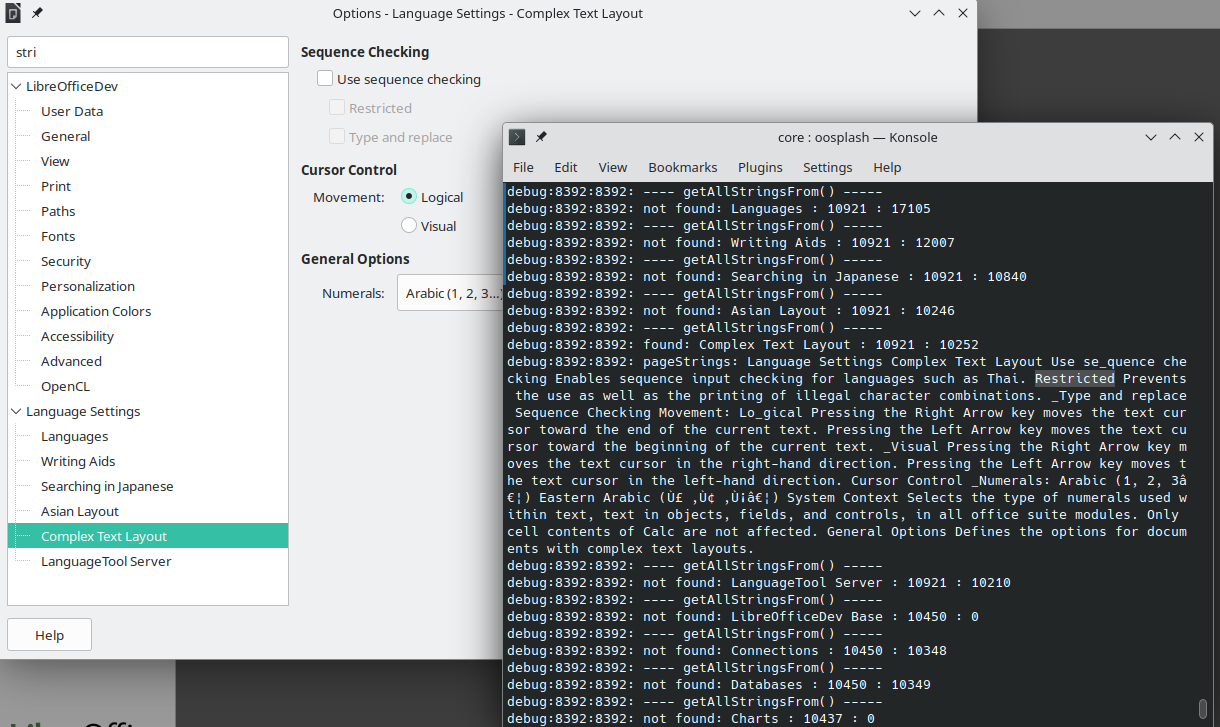 Options - Language Settings - Complex Text Layout
stri
LibreOfficeDev
User Data
General
View
Print
Paths
Fonts
Security
Personalization
Application Colors
Accessibility
Advanced
OpenCL
Language Settings
Languages
Writing Aids
Searching in Japanese
Asian Layout
Complex Text Layout
LanguageTool Server
Help
Sequence Checking
Use sequence checking
Restricted
Type and replace
Cursor Control
Movement: Logical
Visual
General Options
Numerals: Arabic (1, 2, 3...)
core : oosplash — Konsole
File Edit View Bookmarks Plugins Settings Help
debug:8392:8392: ---- getAllStringsFrom() -----
debug:8392:8392: not found: Languages : 10921 : 17105
debug:8392:8392: ---- getAllStringsFrom() -----
debug:8392:8392: not found: Writing Aids : 10921 : 12007
debug:8392:8392: ---- getAllStringsFrom() -----
debug:8392:8392: not found: Searching in Japanese : 10921 : 10840
debug:8392:8392: ---- getAllStringsFrom() -----
debug:8392:8392: not found: Asian Layout : 10921 : 10246
debug:8392:8392: ---- getAllStringsFrom() -----
debug:8392:8392: found: Complex Text Layout : 10921 : 10252
debug:8392:8392: pageStrings: Language Settings Complex Text Layout Use se_quence che
cking Enables sequence input checking for languages such as Thai. Restricted Prevents
the use as well as the printing of illegal character combinations. _Type and replace
Sequence Checking Movement: Lo_gical Pressing the Right Arrow key moves the text cur
sor toward the end of the current text. Pressing the Left Arrow key moves the text cu
rsor toward the beginning of the current text. _Visual Pressing the Right Arrow key m
oves the text cursor in the right-hand direction. Pressing the Left Arrow key moves t
he text cursor in the left-hand direction. Cursor Control _Numerals: Arabic (1, 2, 3â
€¦) Eastern Arabic (Ù£ ,Ù¢ ,Ù¡â€¦) System Context Selects the type of numerals used w
ithin text, text in objects, fields, and controls, in all office suite modules. Only
cell contents of Calc are not affected. General Options Defines the options for docum
ents with complex text layouts.
debug:8392:8392: ---- getAllStringsFrom() -----
debug:8392:8392: not found: LanguageTool Server : 10921 : 10210
debug:8392:8392: ---- getAllStringsFrom() -----
debug:8392:8392: not found: LibreOfficeDev Base : 10450 : 0
debug:8392:8392: ---- getAllStringsFrom() -----
debug:8392:8392: not found: Connections : 10450 : 10348
debug:8392:8392: ---- getAllStringsFrom() -----
debug:8392:8392: not found: Databases : 10450 : 10349
debug:8392:8392: ---- getAllStringsFrom() -----
debug:8392:8392: not found: Charts : 10437 : 0